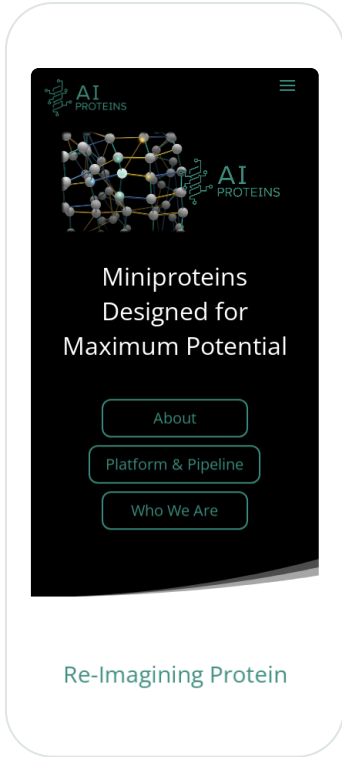 AI
PROTEINS
AI
PROTEINS
Miniproteins
Designed for
Maximum Potential
About
Platform & Pipeline
Who We Are
Re-Imagining Protein